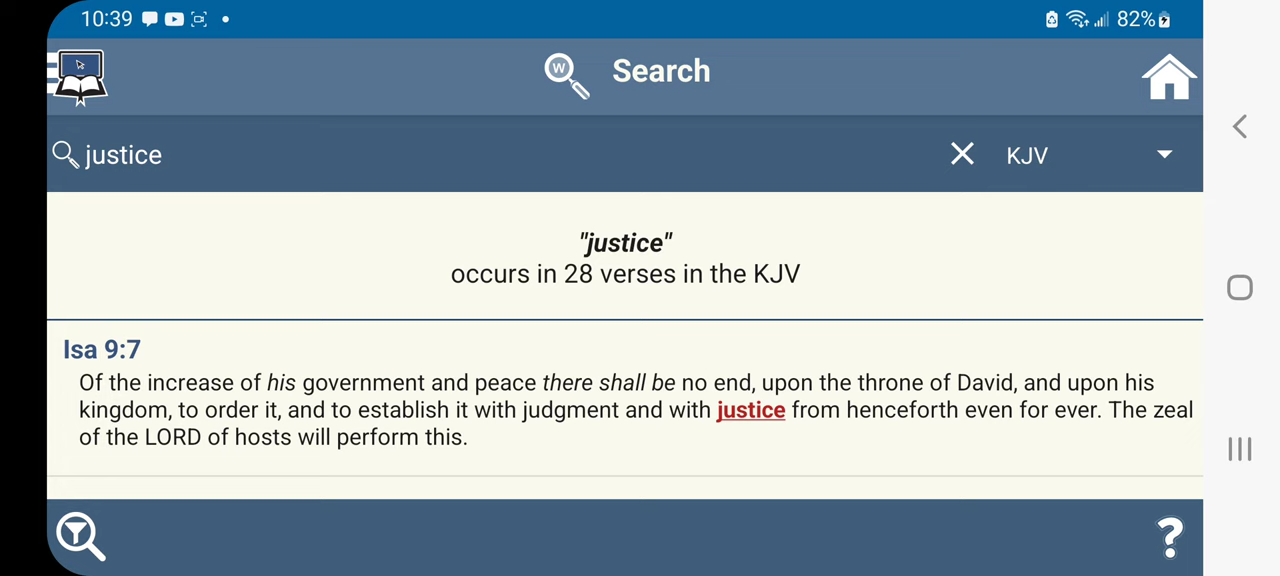 10:39 82%
W Search
justice KJV
"justice"
occurs in 28 verses in the KJV
Isa 9:7
Of the increase of his government and peace there shall be no end, upon the throne of David, and upon his
kingdom, to order it, and to establish it with judgment and with justice from henceforth even for ever. The zeal
of the LORD of hosts will perform this.
?